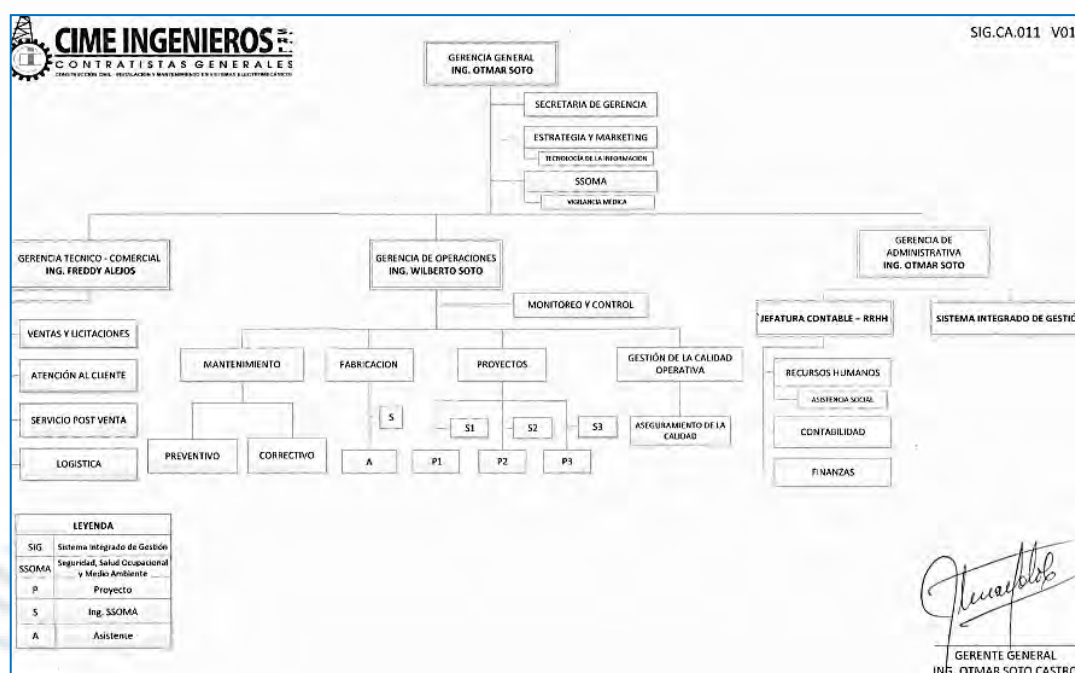 CIME INGENIEROS
CONTRATISTAS GENERALES
SIG.CA.011 V01
GERENCIA GENERAL
ING. OTMAR SOTO
SECRETARIA DE GERENCIA
ESTRATEGIA Y MARKETING
TECNOLOGÍA DE LA INFORMACION
SSOMA
VIGILANCIA MEDICA
GERENCIA TECNICO - COMERCIAL
ING. FREDDY ALEJOS
GERENCIA DE OPERACIONES
ING. WILBERTO SOTO
GERENCIA DE
ADMINISTRATIVA
ING. OTMAR SOTO
MONITOREO Y CONTROL
VENTAS Y LICITACIONES
ATENCIÓN AL CLIENTE
SERVICIO POST VENTA
LOGISTICA
MANTENIMIENTO
FABRICACION
PROYECTOS
GESTIÓN DE LA CALIDAD
OPERATIVA
PREVENTIVO
CORRECTIVO
S
A
S1
S2
S3
P1
P2
P3
ASEGURAMIENTO DE LA
CALIDAD
JEFATURA CONTABLE – RRHH
SISTEMA INTEGRADO DE GESTIÓ
RECURSOS HUMANOS
ASISTENCIA SOCIAL
CONTABILIDAD
FINANZAS
LEYENDA
SIG Sistema Integrado de Gestión
SSOMA Seguridad, Salud Ocupacional
y Medio Ambiente
P Proyecto
S Ing. SSOMA
A Asistente
GERENTE GENERAL
ING. OTMAR SOTO CASTRO